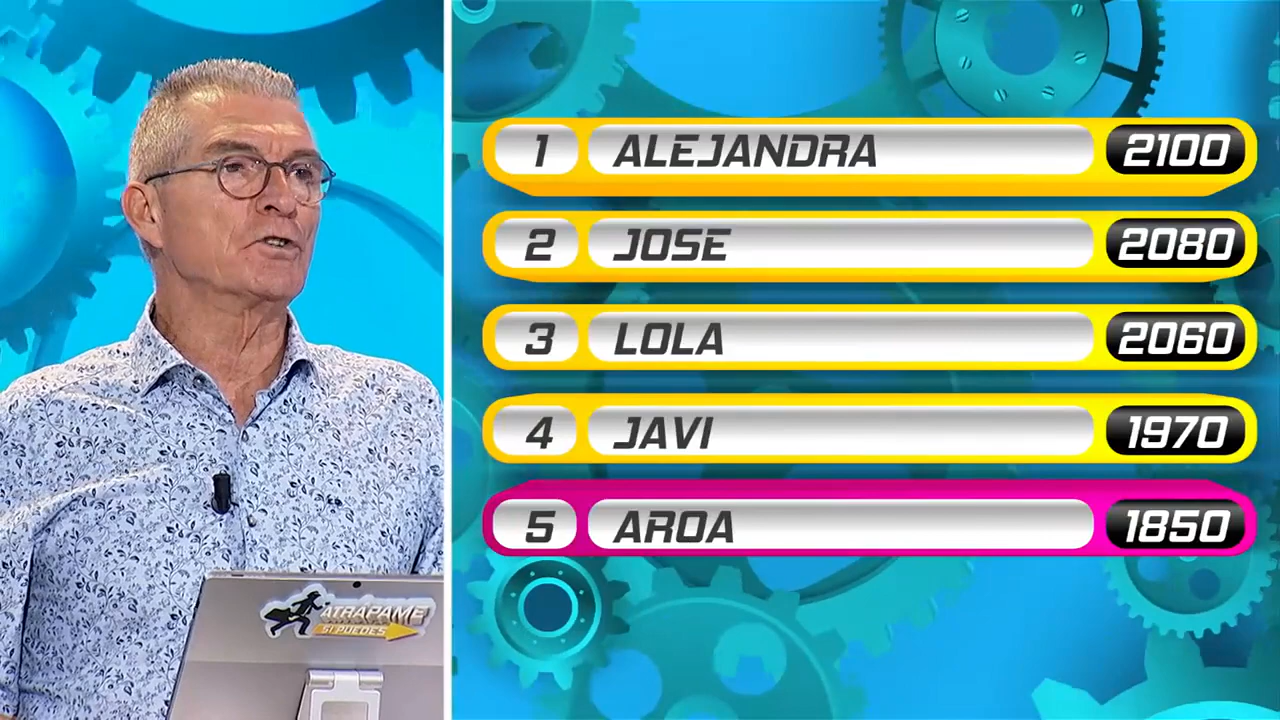 1 ALEJANDRA 2100
2 JOSE 2080
3 LOLA 2060
4 JAVI 1970
5 AROA 1850
ATRAPAME
SI PUEDES